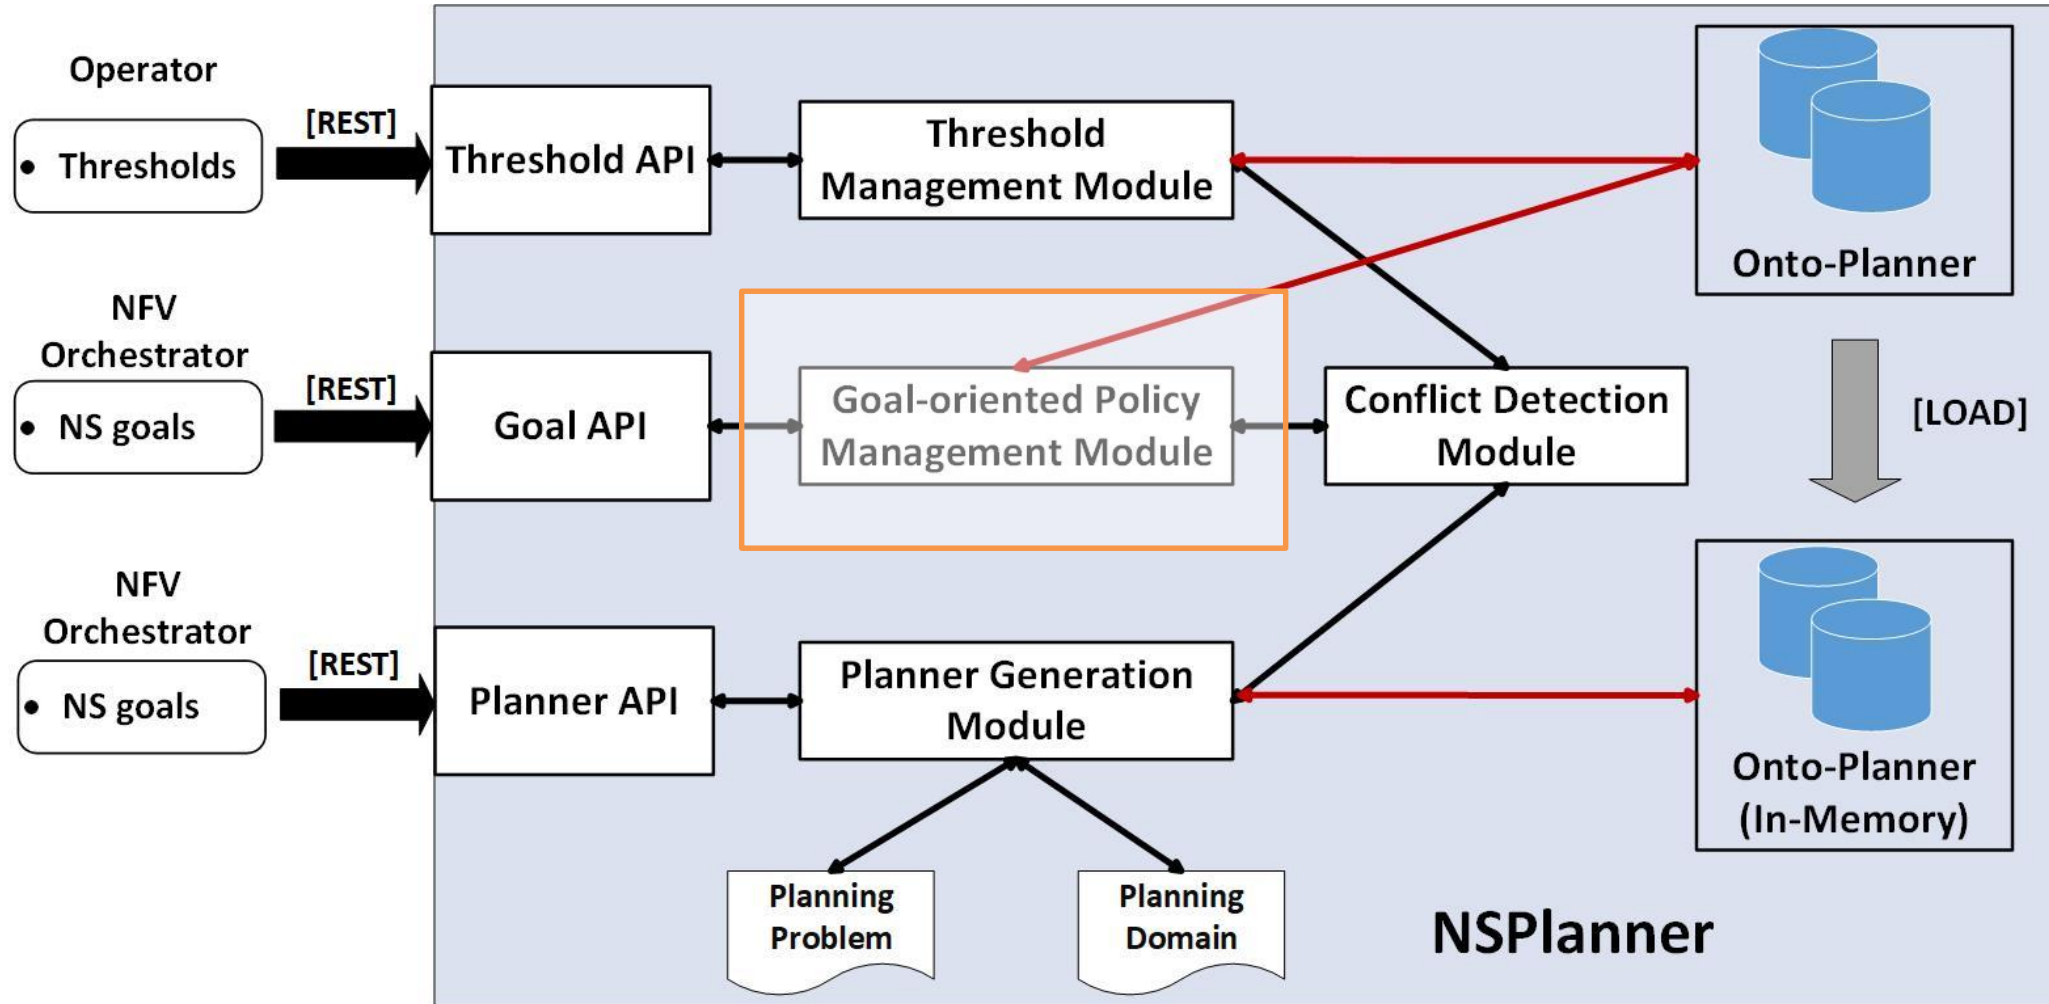 Operator
• Thresholds
[REST]
Threshold API
Threshold
Management Module
Onto-Planner
NFV
Orchestrator
• NS goals
[REST]
Goal API
Goal-oriented Policy
Management Module
Conflict Detection
Module
[LOAD]
NFV
Orchestrator
• NS goals
[REST]
Planner API
Planner Generation
Module
Onto-Planner
(In-Memory)
Planning
Problem
Planning
Domain
NSPlanner